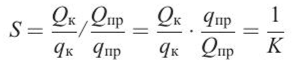 S = Qк/qк / Qпр/qпр = Qк/qк · qпр/Qпр = 1/K